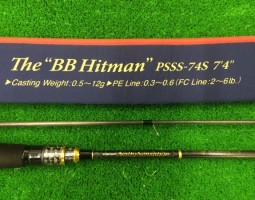 The "BB Hitman" PSSS-74S 7'4"
▶Casting Weight:0.5~12g ▶PE Line:0.3~0.6 (FC Line:2~6lb.)